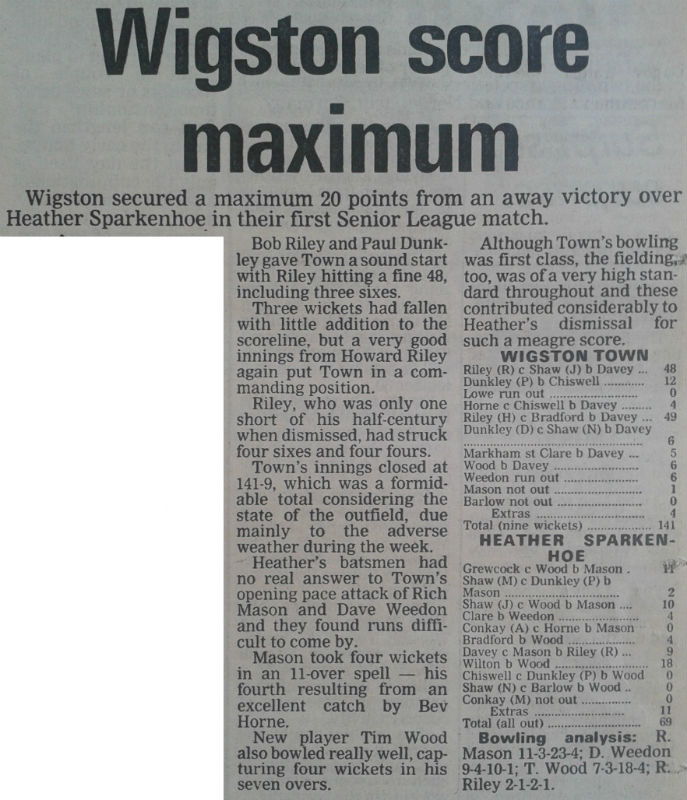 Wigston score
maximum
Wigston secured a maximum 20 points from an away victory over
Heather Sparkenhoe in their first Senior League match.
Bob Riley and Paul Dunk-
ley gave Town a sound start
with Riley hitting a fine 48,
including three sixes.
Three wickets had fallen
with little addition to the
scoreline, but a very good
innings from Howard Riley
again put Town in a com-
manding position.
Riley, who was only one
short of his half-century
when dismissed, had struck
four sixes and four fours.
Town's innings closed at
141-9, which was a formid-
able total considering the
state of the outfield, due
mainly to the adverse
weather during the week.
Heather's batsmen had
no real answer to Town's
opening pace attack of Rich
Mason and Dave Weedon
and they found runs diffi-
cult to come by.
Mason took four wickets
in an 11-over spell — his
fourth resulting from an
excellent catch by Bev
Horne.
New player Tim Wood
also bowled really well, cap-
turing four wickets in his
seven overs.
Although Town's bowling
was first class, the fielding,
too, was of a very high stan-
dard throughout and these
contributed considerably to
Heather's dismissal for
such a meagre score.
WIGSTON TOWN
Riley (R) c Shaw (J) b Davey ... 48
Dunkley (P) b Chiswell ............ 12
Lowe run out ........................ 0
Horne c Chiswell b Davey ......... 4
Riley (H) c Bradford b Davey ... 49
Dunkley (D) c Shaw (N) b Davey
............................................. 6
Markham st Clare b Davey ... 5
Wood b Davey ........................ 6
Weedon run out ..................... 6
Mason not out ........................ 1
Barlow not out ........................ 0
Extras .............................. 4
Total (nine wickets) .................. 141
HEATHER SPARKEN-
HOE
Grewcock c Wood b Mason . 11
Shaw (M) c Dunkley (P) b
Mason .................................. 2
Shaw (J) c Wood b Mason .... 10
Clare b Weedon ..................... 4
Conkay (A) c Horne b Mason 0
Bradford b Wood .................. 4
Davey c Mason b Riley (R) ... 9
Wilton b Wood ........................ 18
Chiswell c Dunkley (P) b Wood 0
Shaw (N) c Barlow b Wood .. 0
Conkay (M) not out ............... 0
Extras .............................. 11
Total (all out) ........................ 69
Bowling analysis: R.
Mason 11-3-23-4; D. Weedon
9-4-10-1; T. Wood 7-3-18-4; R.
Riley 2-1-2-1.